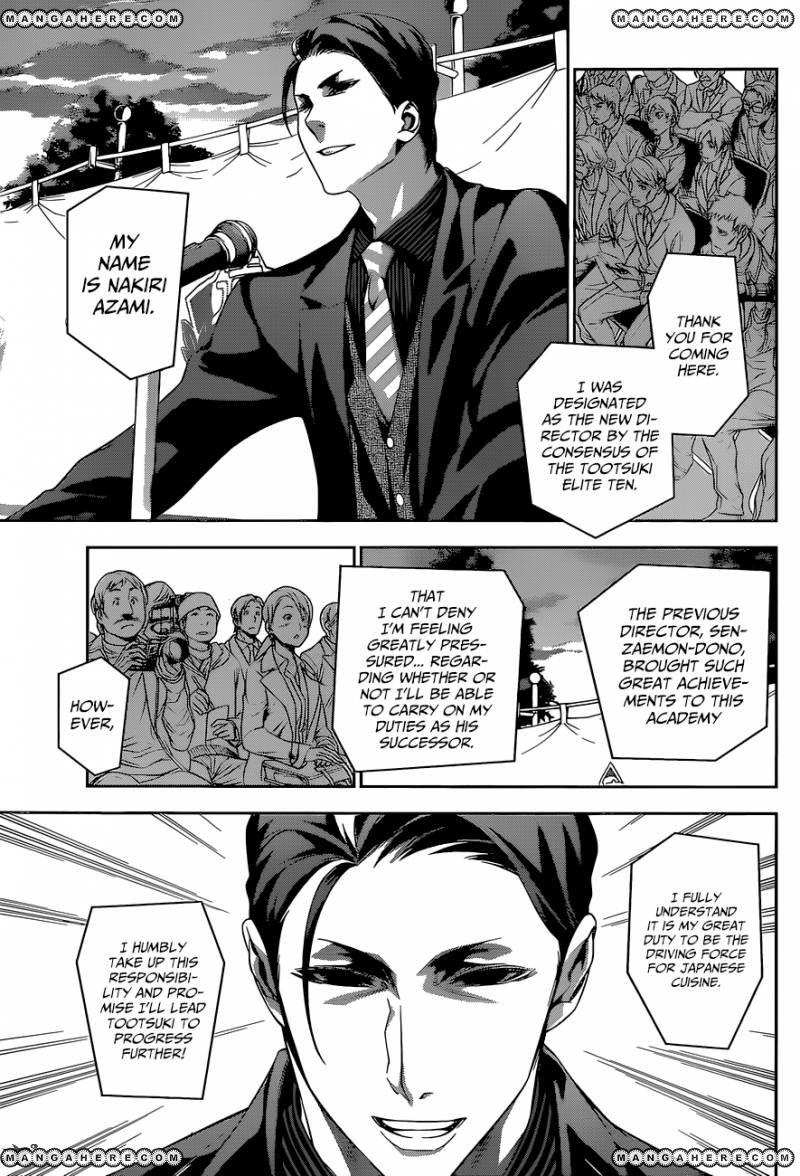 MANGAHERE.COM
MANGAHERE.COM
THANK
YOU FOR
COMING
HERE.
I WAS
DESIGNATED
AS THE NEW DI-
RECTOR BY THE
CONSENSUS OF
THE TOOTSUKI
ELITE TEN.
MY
NAME
IS NAKIRI
AZAMI.
THE PREVIOUS
DIRECTOR, SEN-
ZAEMON-DONO,
BROUGHT SUCH
GREAT ACHIEVE-
MENTS TO THIS
ACADEMY
THAT
I CAN'T DENY
I'M FEELING
GREATLY PRES-
SURED... REGAR-
DING WHETHER OR
NOT I'LL BE ABLE
TO CARRY ON MY
DUTIES AS HIS
SUCCESSOR.
HOW-
EVER,
I FULLY
UNDERSTAND
IT IS MY GREAT
DUTY TO BE THE
DRIVING FORCE
FOR JAPANESE
CUISINE.
I HUMBLY
TAKE UP THIS
RESPONSIBI-
LITY AND PRO-
MISE I'LL LEAD
TOOTSUKI TO
PROGRESS
FURTHER!
MANGAHERE.COM
MANGAHERE.COM